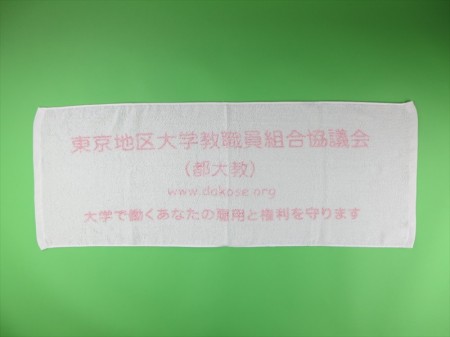 東京地区大学教職員組合協議会
（都大教）
www.dakose.org
大学で働くあなたの雇用と権利を守ります